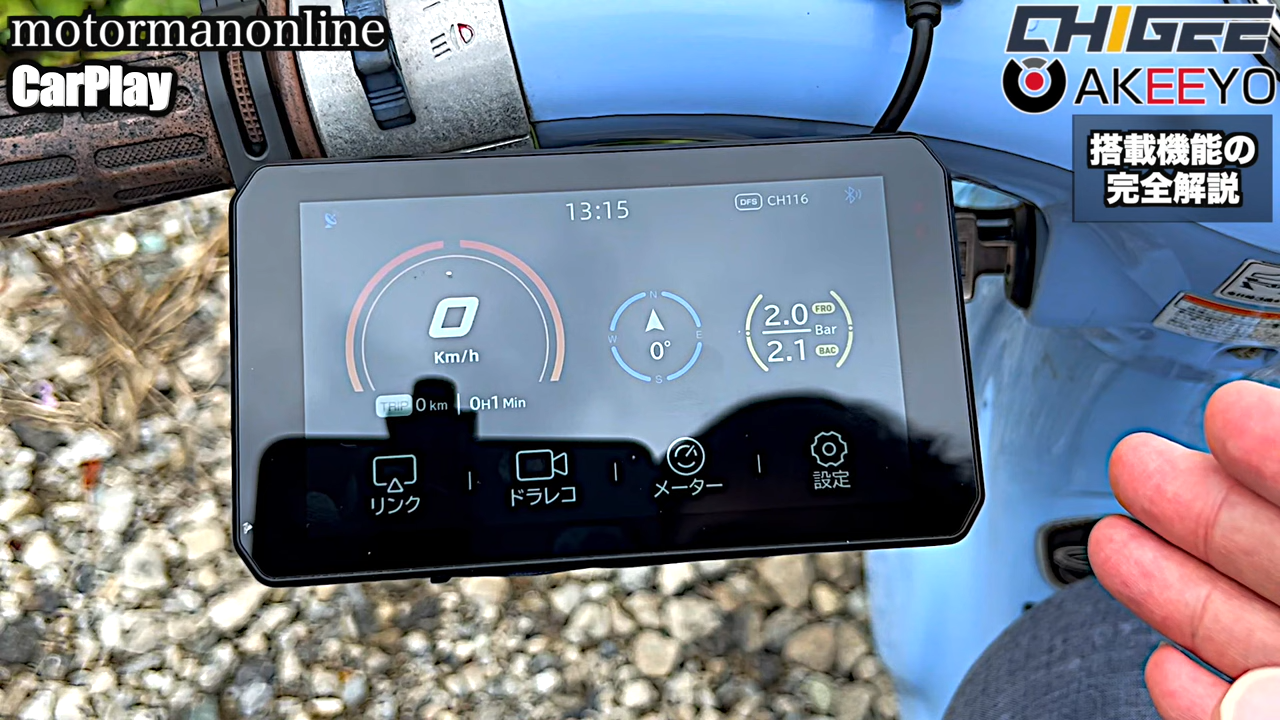 motormanonline
CarPlay
CHIGEE
AKEEYO
搭載機能の
完全解説
13:15
DFS CH116
N
W
E
S
0°
0
Km/h
2.0 FRO
Bar
2.1 BAC
TRIP 0 km | 0H1 Min
リンク
ドラレコ
メーター
設定